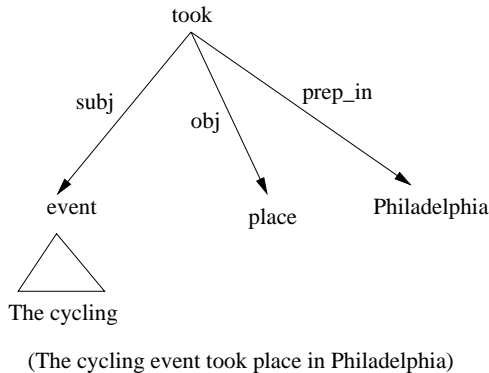 took
subj
obj
prep_in
event
place
Philadelphia
The cycling
(The cycling event took place in Philadelphia)